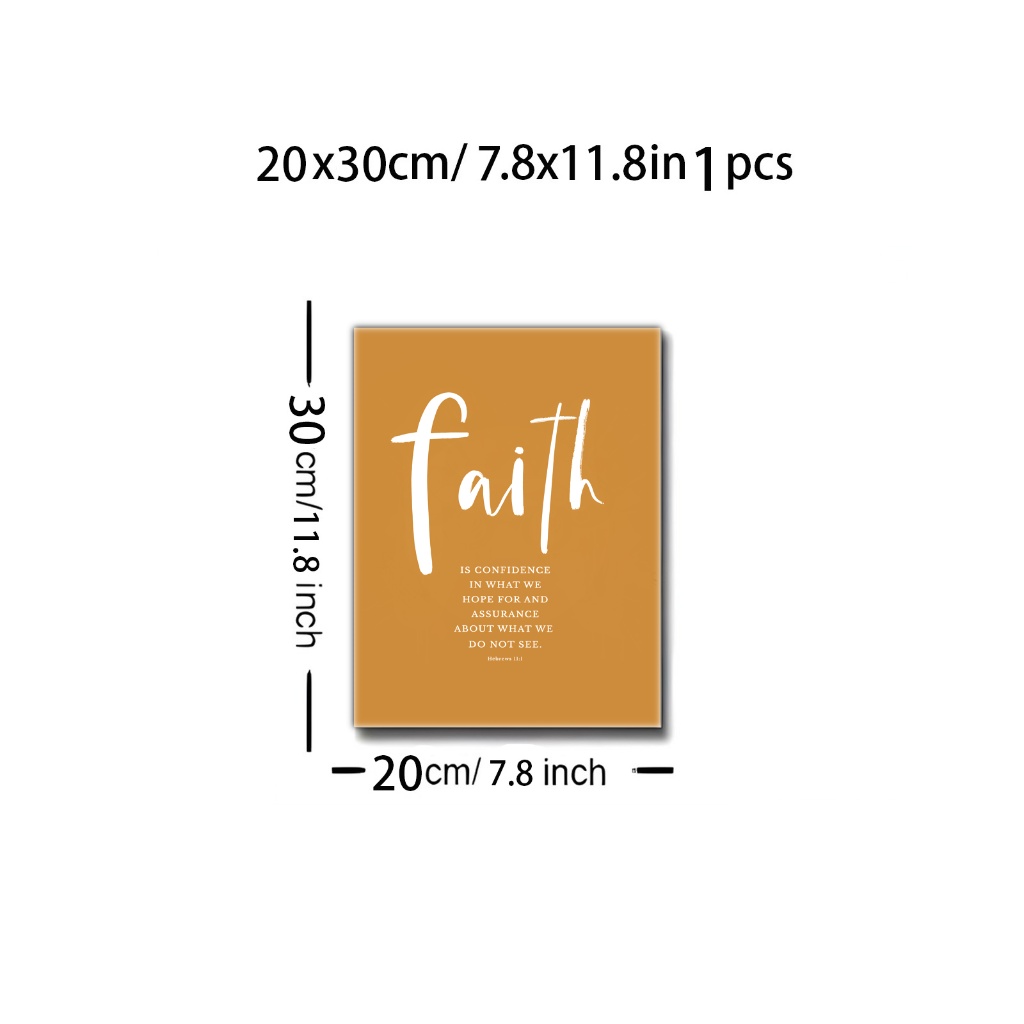 20x30cm/ 7.8x11.8in 1 pcs
30cm/11.8 inch
faith
IS CONFIDENCE
IN WHAT WE
HOPE FOR AND
ASSURANCE
ABOUT WHAT WE
DO NOT SEE.
Hebrews
20cm/ 7.8 inch